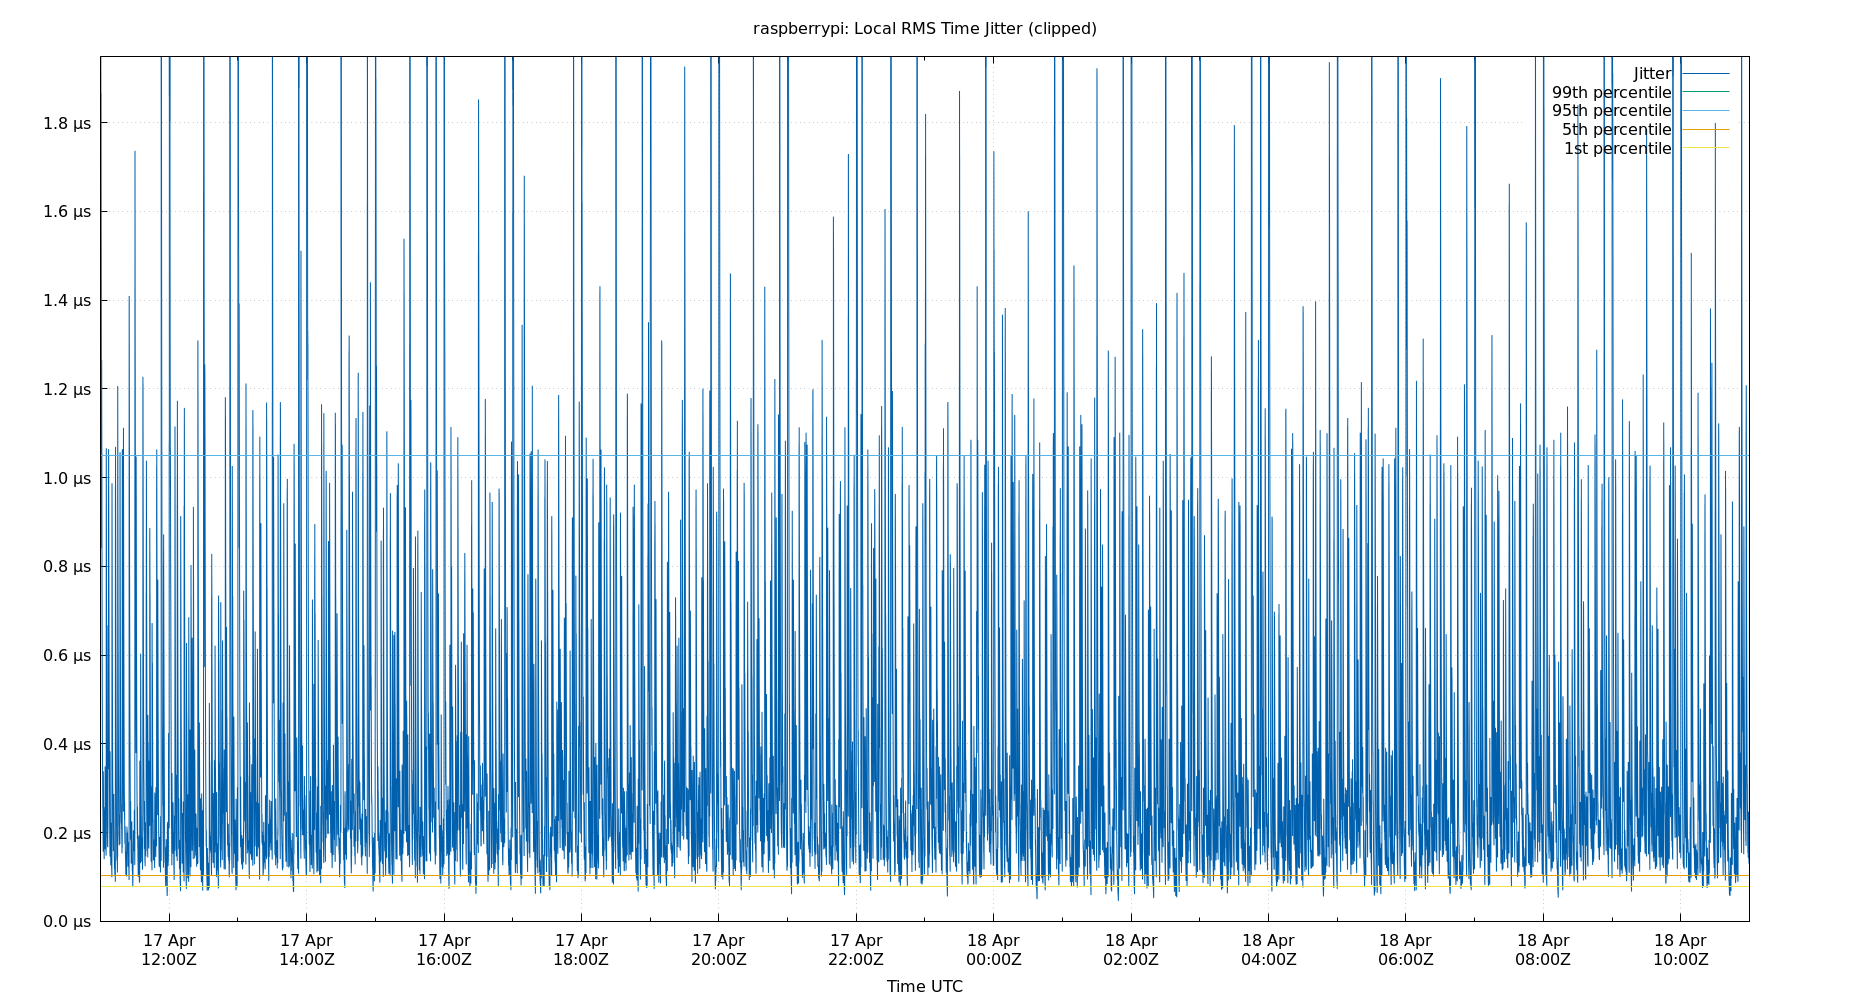 raspberrypi: Local RMS Time Jitter (clipped)
Jitter
99th percentile
95th percentile
5th percentile
1st percentile
1.8 µs
1.6 µs
1.4 µs
1.2 µs
1.0 µs
0.8 µs
0.6 µs
0.4 µs
0.2 µs
0.0 µs
17 Apr 17 Apr 17 Apr 17 Apr 17 Apr 17 Apr 18 Apr 18 Apr 18 Apr 18 Apr 18 Apr 18 Apr
12:00Z 14:00Z 16:00Z 18:00Z 20:00Z 22:00Z 00:00Z 02:00Z 04:00Z 06:00Z 08:00Z 10:00Z
Time UTC